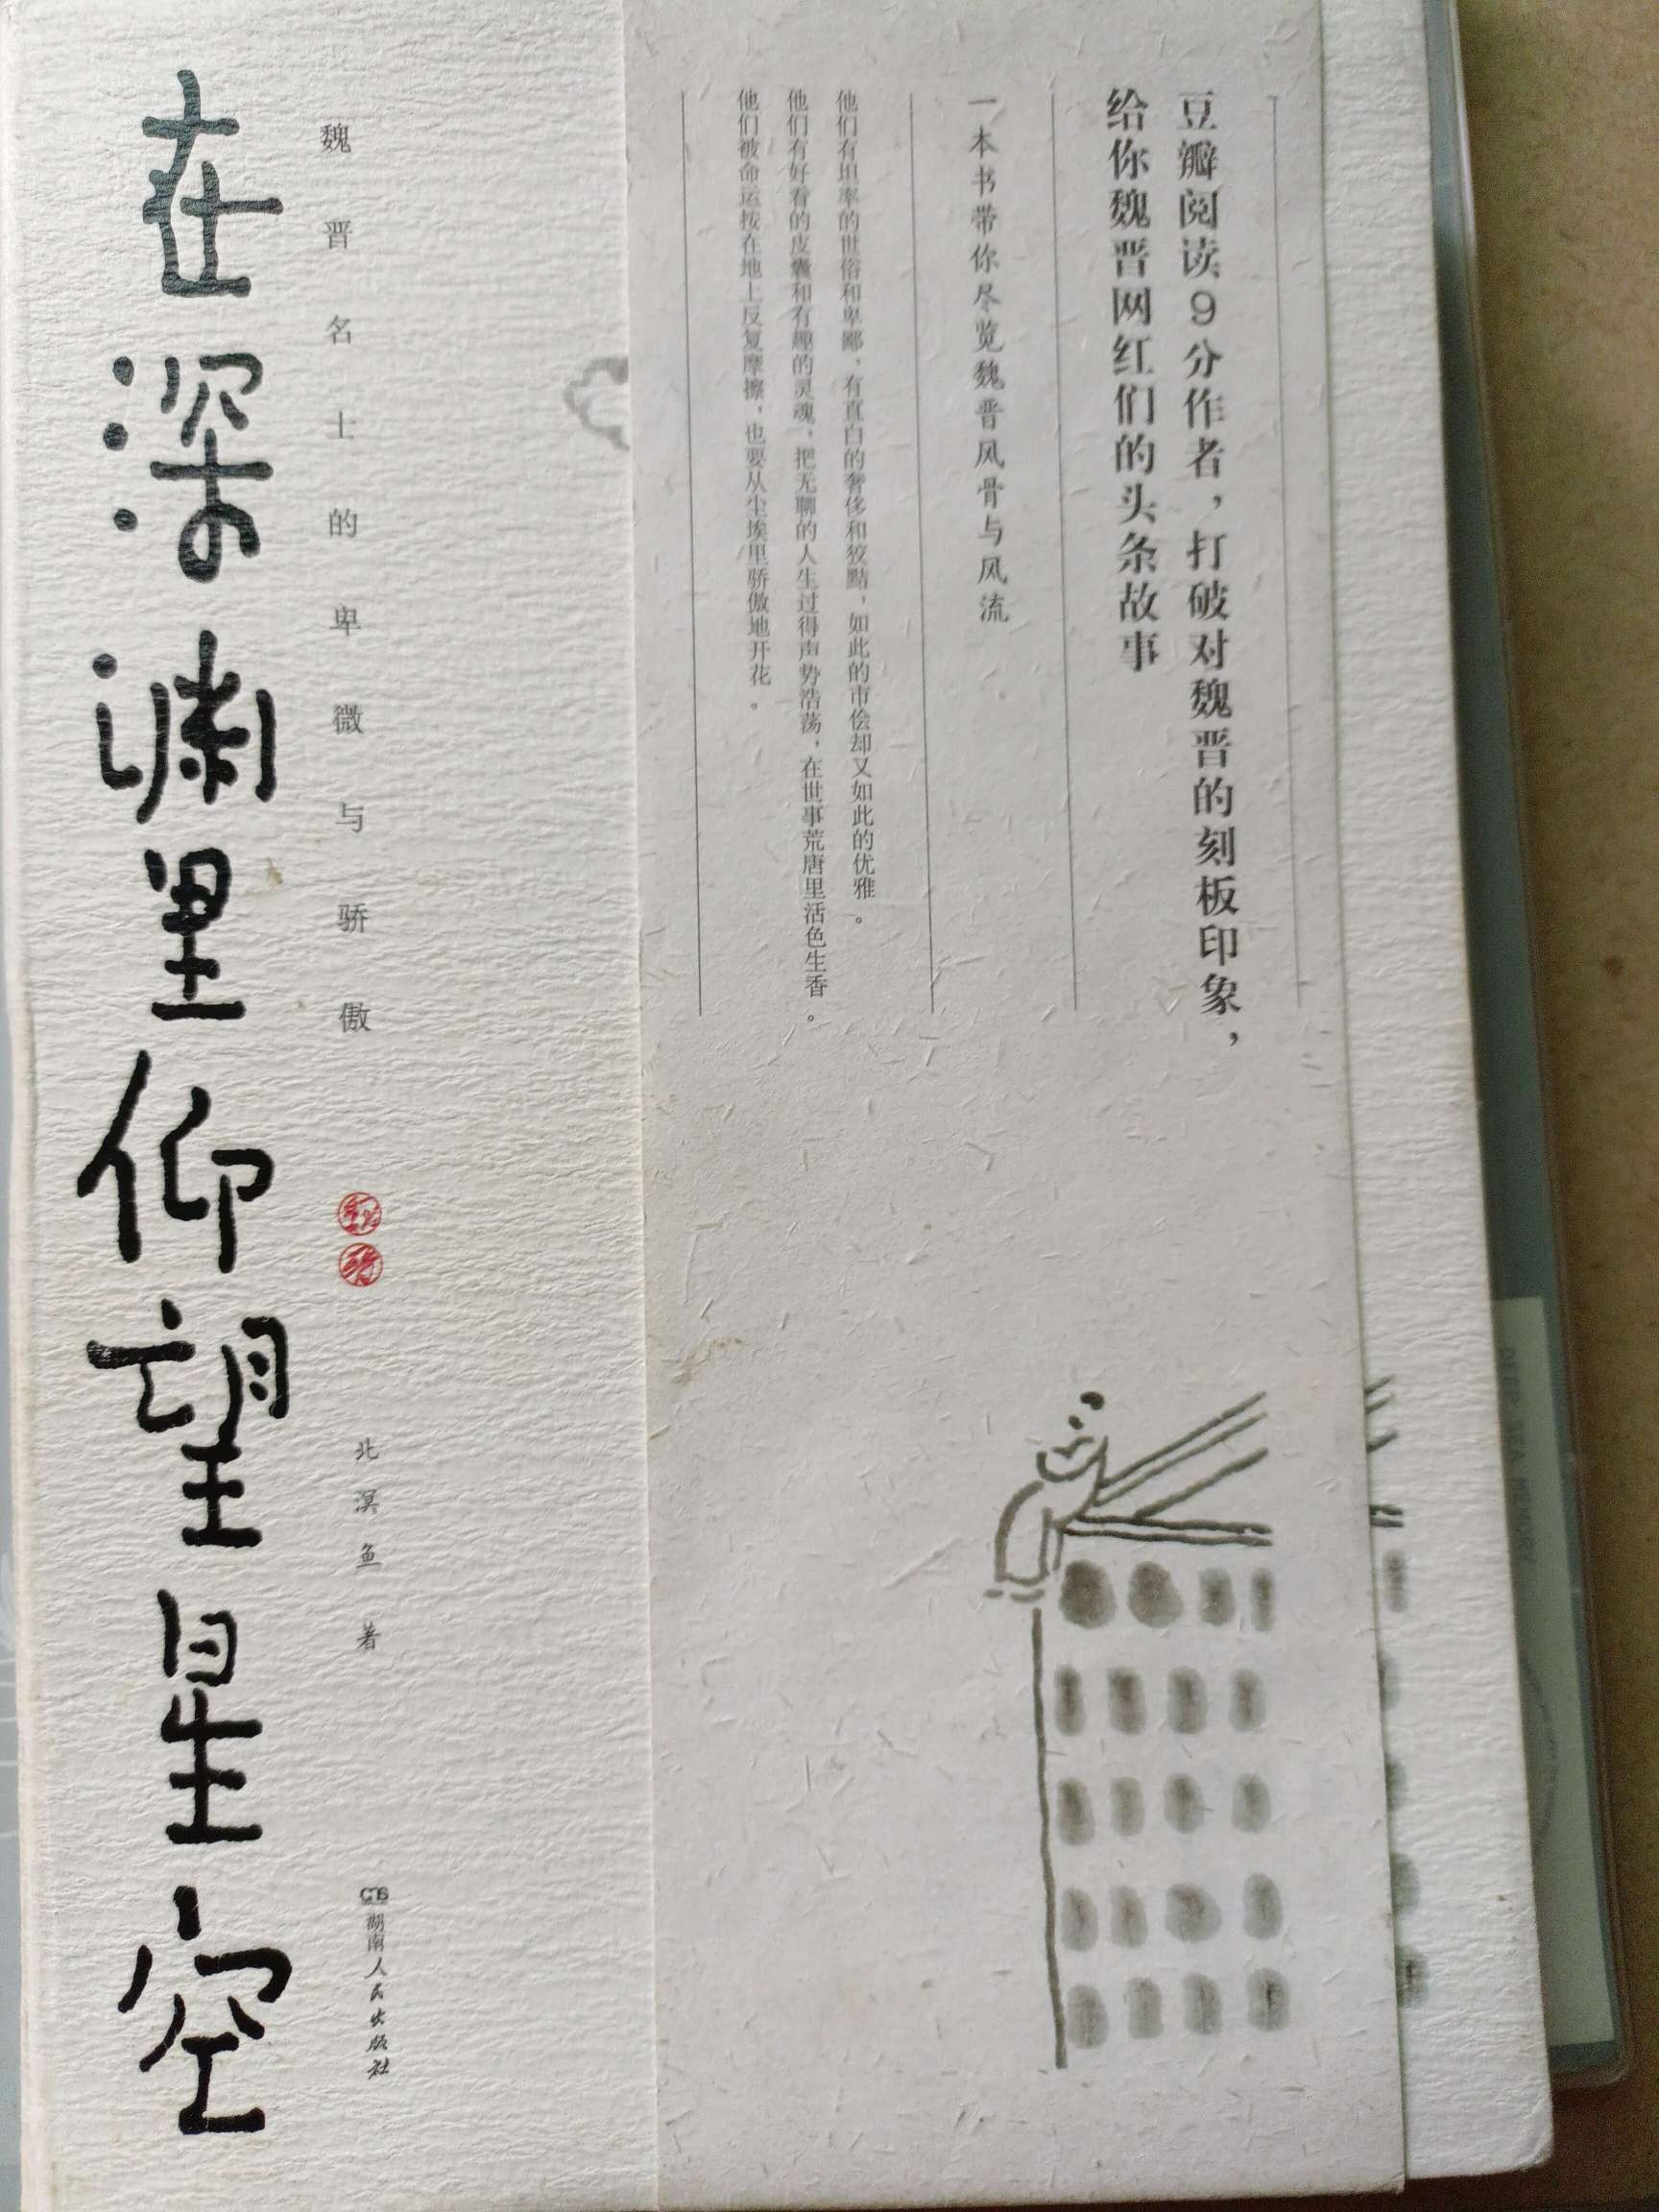 豆瓣阅读9分作者，打破对魏晋的刻板印象，
给你魏晋网红们的头条故事
一本书带你尽览魏晋风骨与风流
他们有坦率的世俗和卑鄙，有直白的奢侈和狡黠，如此的市侩却又如此的优雅。
他们有好看的皮囊和有趣的灵魂，把无聊的人生过得声势浩荡，在世事荒唐里活色生香。
他们被命运按在地上反复摩擦，也要从尘埃里骄傲地开花。
魏晋名士的卑微与骄傲
北溟鱼 著
湖南人民出版社
在深渊里仰望星空
DEEP SEA MEMORY